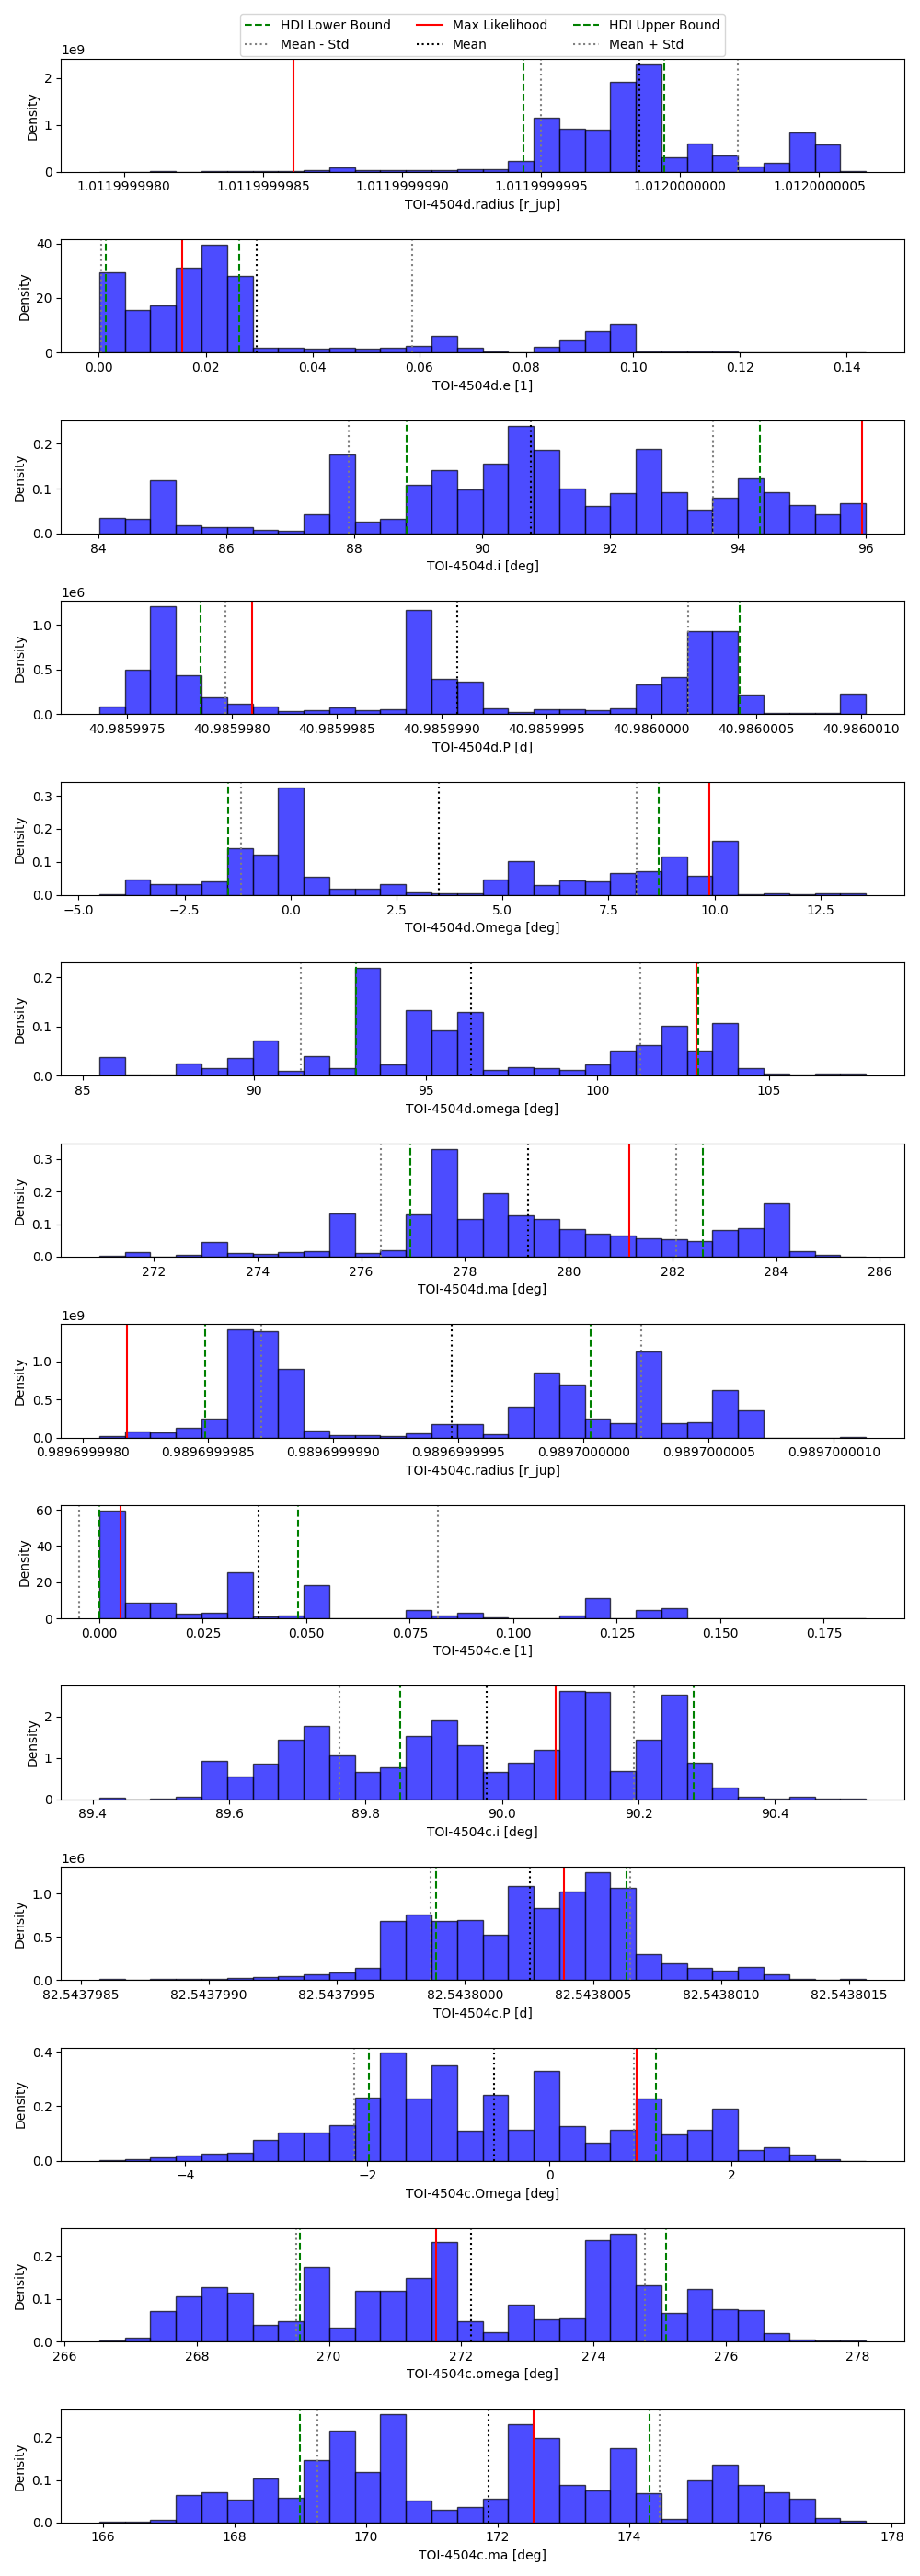 HDI Lower Bound Max Likelihood HDI Upper Bound
Mean - Std Mean Mean + Std
1e9
2
1
0
Density
1.0119999980 1.0119999985 1.0119999990 1.0119999995 1.0120000000 1.0120000005
TOI-4504d.radius [r_jup]
40
20
0
Density
0.00 0.02 0.04 0.06 0.08 0.10 0.12 0.14
TOI-4504d.e [1]
0.2
0.1
0.0
Density
84 86 88 90 92 94 96
TOI-4504d.i [deg]
1e6
1.0
0.5
0.0
Density
40.9859975 40.9859980 40.9859985 40.9859990 40.9859995 40.9860000 40.9860005 40.9860010
TOI-4504d.P [d]
0.3
0.2
0.1
0.0
Density
−5.0 −2.5 0.0 2.5 5.0 7.5 10.0 12.5
TOI-4504d.Omega [deg]
0.2
0.1
0.0
Density
85 90 95 100 105
TOI-4504d.omega [deg]
0.3
0.2
0.1
0.0
Density
272 274 276 278 280 282 284 286
TOI-4504d.ma [deg]
1e9
1.0
0.5
0.0
Density
0.9896999980 0.9896999985 0.9896999990 0.9896999995 0.9897000000 0.9897000005 0.9897000010
TOI-4504c.radius [r_jup]
60
40
20
0
Density
0.000 0.025 0.050 0.075 0.100 0.125 0.150 0.175
TOI-4504c.e [1]
2
1
0
Density
89.4 89.6 89.8 90.0 90.2 90.4
TOI-4504c.i [deg]
1e6
1.0
0.5
0.0
Density
82.5437985 82.5437990 82.5437995 82.5438000 82.5438005 82.5438010 82.5438015
TOI-4504c.P [d]
0.4
0.2
0.0
Density
−4 −2 0 2
TOI-4504c.Omega [deg]
0.2
0.1
0.0
Density
266 268 270 272 274 276 278
TOI-4504c.omega [deg]
0.2
0.1
0.0
Density
166 168 170 172 174 176 178
TOI-4504c.ma [deg]